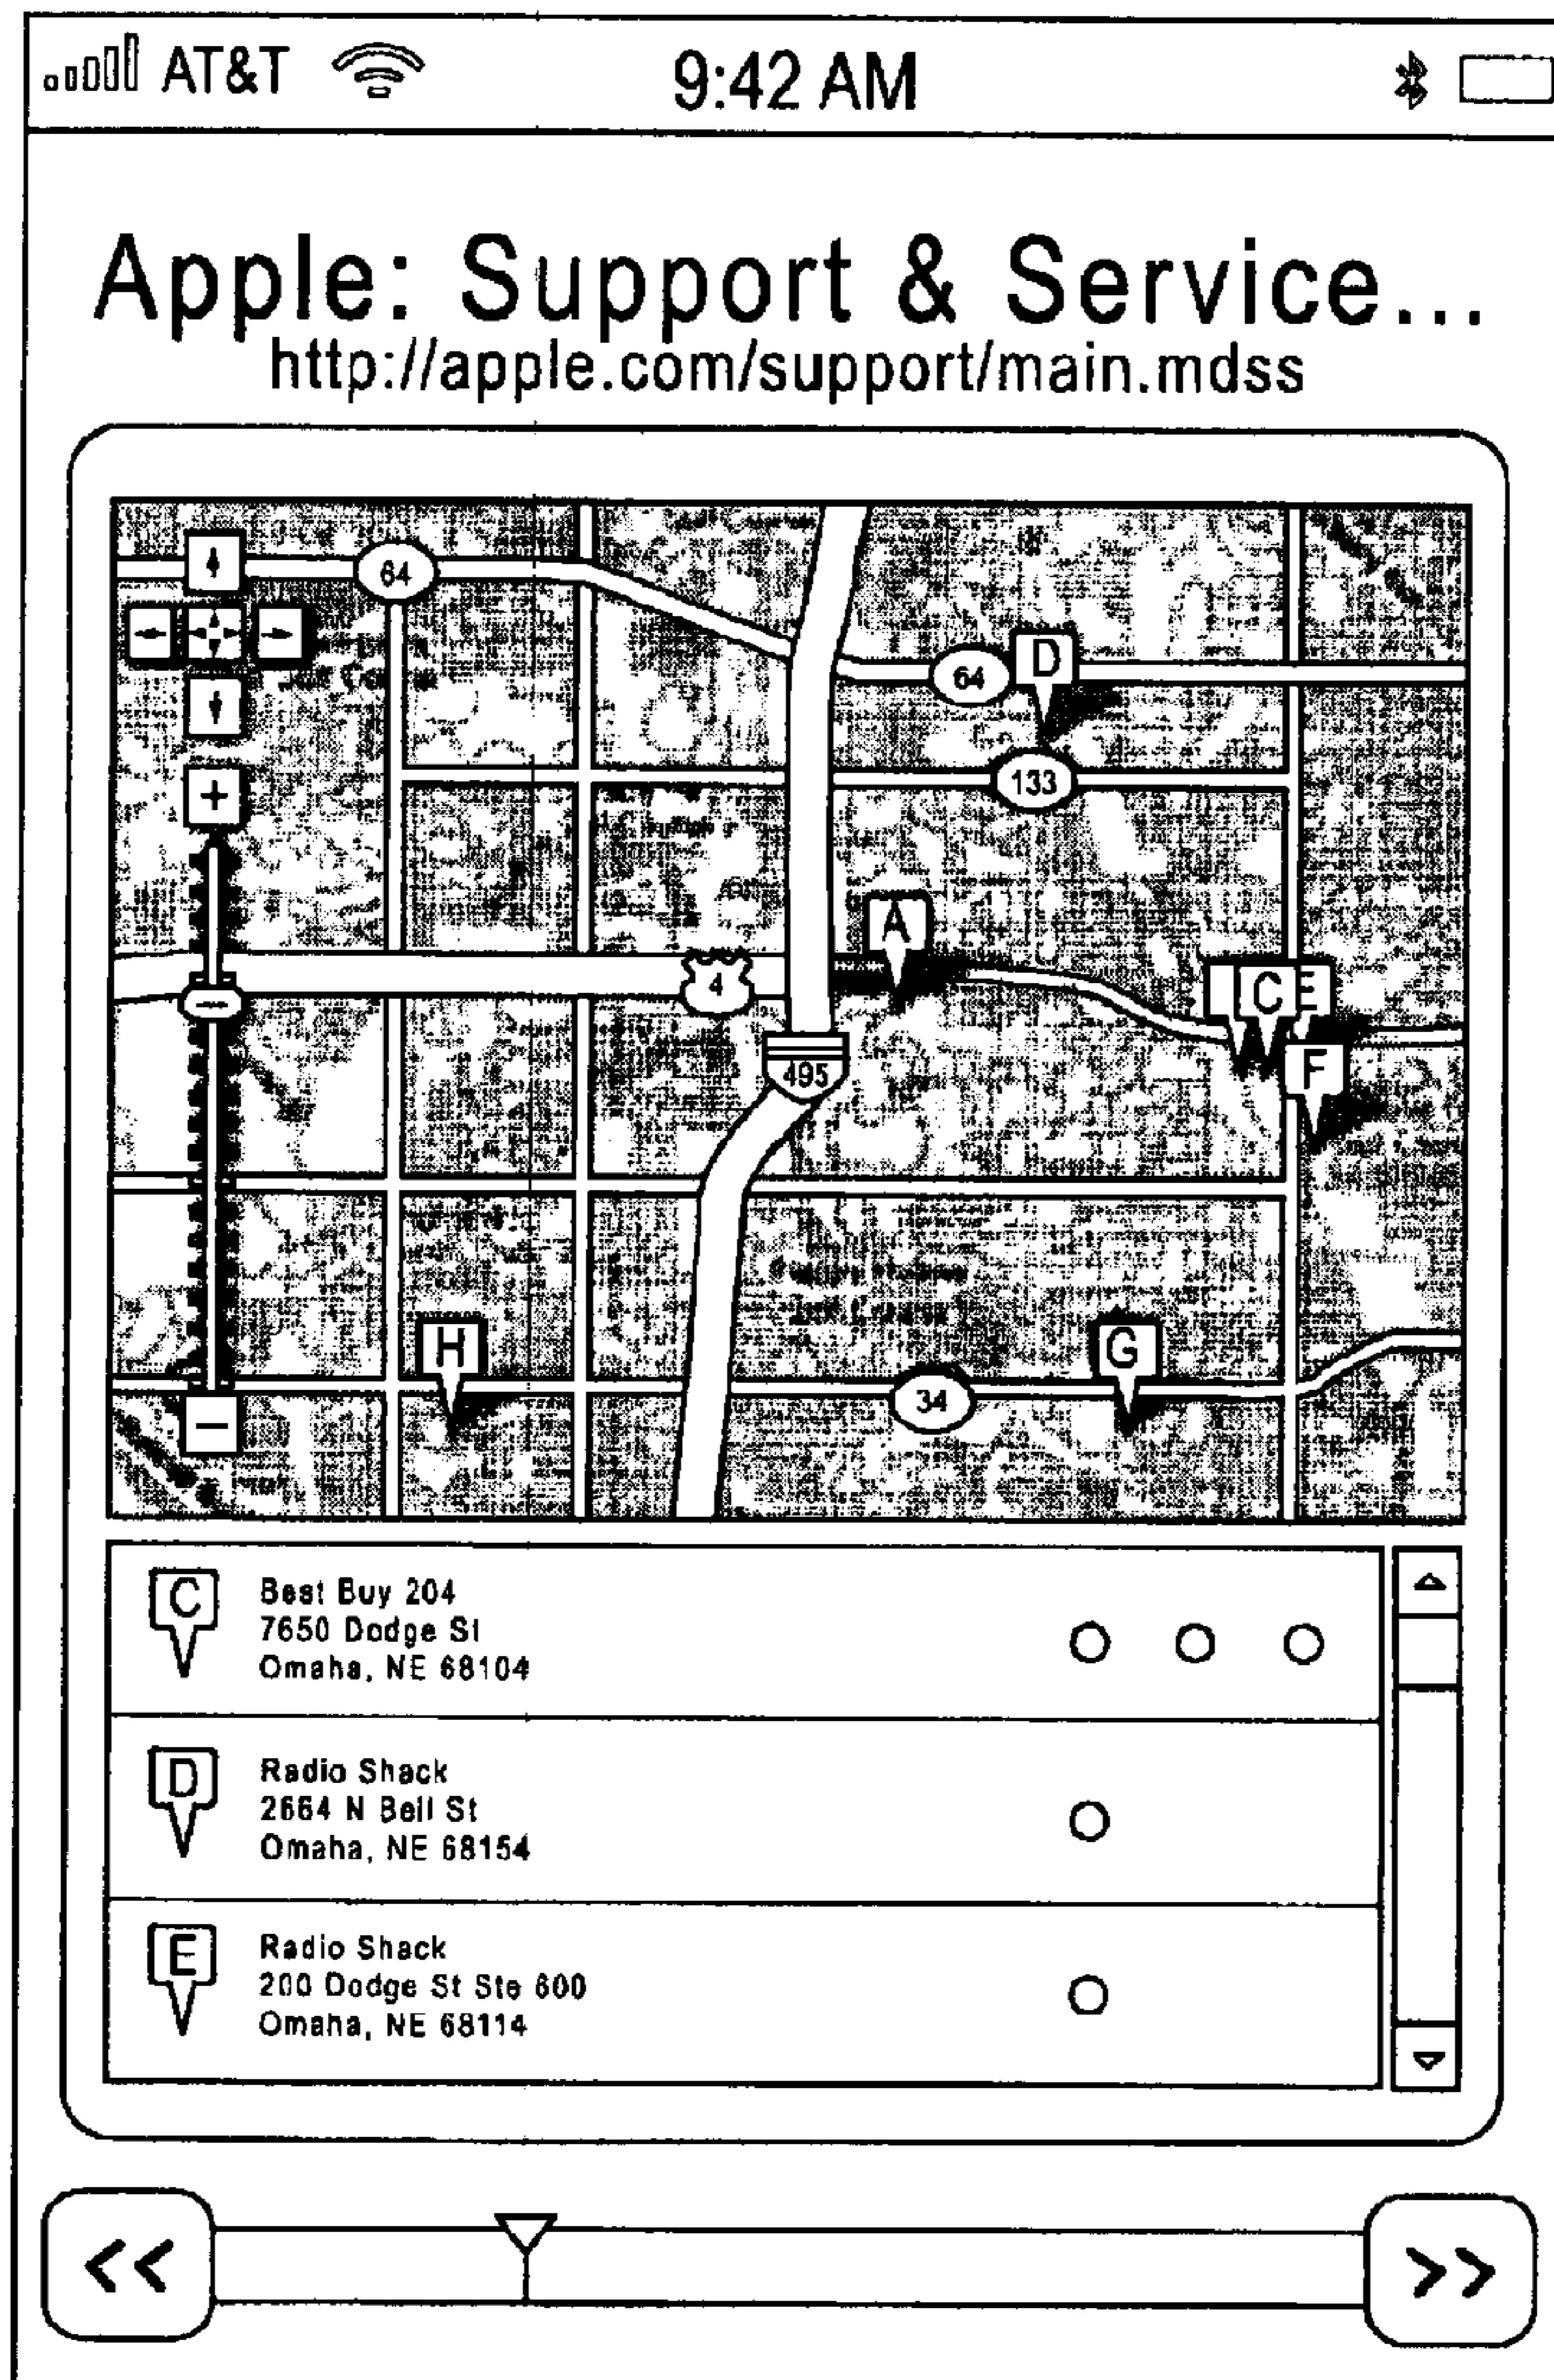 AT&T 9:42 AM
Apple: Support & Service...
http://apple.com/support/main.mdss
64
64
D
+
133
A
4
C E
495
F
H
G
34
−
C
Best Buy 204
7650 Dodge St
Omaha, NE 68104
D
Radio Shack
2664 N Bell St
Omaha, NE 68154
E
Radio Shack
200 Dodge St Ste 600
Omaha, NE 68114
<< >>